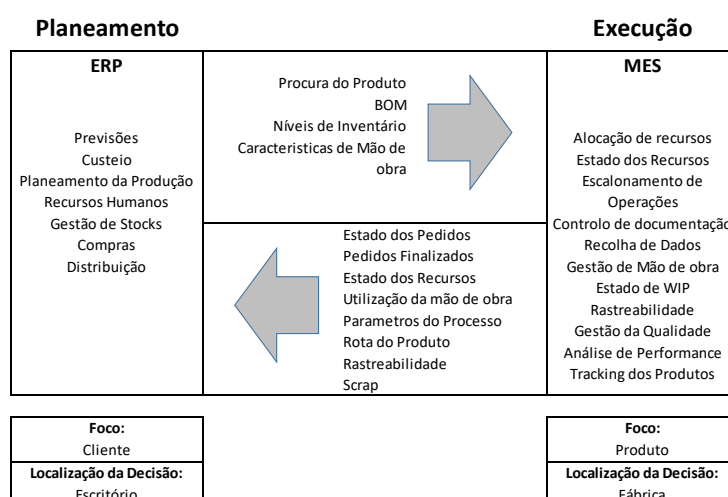 Planeamento
Execução
ERP
Previsões
Custeio
Planeamento da Produção
Recursos Humanos
Gestão de Stocks
Compras
Distribuição
Procura do Produto
BOM
Níveis de Inventário
Caracteristicas de Mão de
obra
Estado dos Pedidos
Pedidos Finalizados
Estado dos Recursos
Utilização da mão de obra
Parametros do Processo
Rota do Produto
Rastreabilidade
Scrap
MES
Alocação de recursos
Estado dos Recursos
Escalonamento de
Operações
Controlo de documentação
Recolha de Dados
Gestão de Mão de obra
Estado de WIP
Rastreabilidade
Gestão da Qualidade
Análise de Performance
Tracking dos Produtos
Foco:
Cliente
Localização da Decisão:
Escritório
Foco:
Produto
Localização da Decisão:
Fábrica